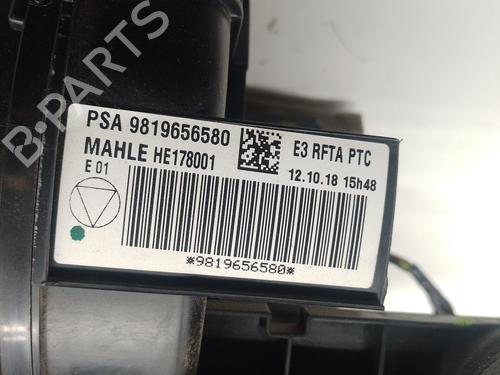 B-PARTS
PSA 9819656580
E3 RFTA PTC
MAHLE HE178001
12.10.18 15h48
E 01
*9819656580*